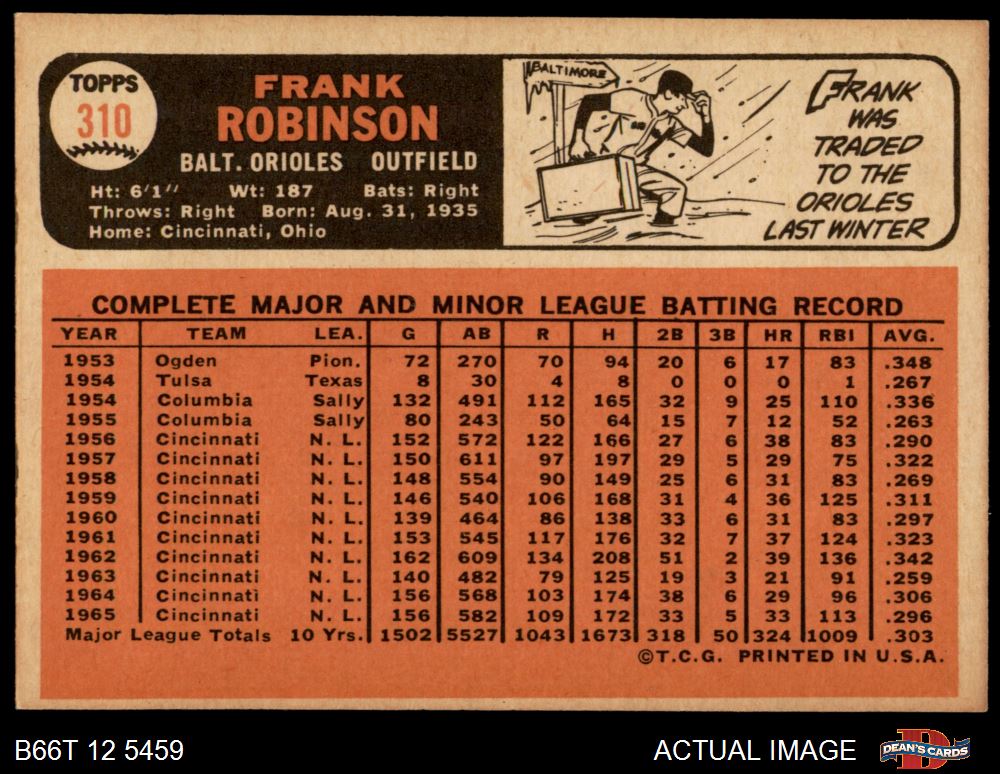 TOPPS
310
FRANK
ROBINSON
BALT. ORIOLES OUTFIELD
Ht: 6'1" Wt: 187 Bats: Right
Throws: Right Born: Aug. 31, 1935
Home: Cincinnati, Ohio
BALTIMORE
FRANK
WAS
TRADED
TO THE
ORIOLES
LAST WINTER
COMPLETE MAJOR AND MINOR LEAGUE BATTING RECORD
YEAR TEAM LEA. G AB R H 2B 3B HR RBI AVG.
1953 Ogden Pion. 72 270 70 94 20 6 17 83 .348
1954 Tulsa Texas 8 30 4 8 0 0 0 1 .267
1954 Columbia Sally 132 491 112 165 32 9 25 110 .336
1955 Columbia Sally 80 243 50 64 15 7 12 52 .263
1956 Cincinnati N. L. 152 572 122 166 27 6 38 83 .290
1957 Cincinnati N. L. 150 611 97 197 29 5 29 75 .322
1958 Cincinnati N. L. 148 554 90 149 25 6 31 83 .269
1959 Cincinnati N. L. 146 540 106 168 31 4 36 125 .311
1960 Cincinnati N. L. 139 464 86 138 33 6 31 83 .297
1961 Cincinnati N. L. 153 545 117 176 32 7 37 124 .323
1962 Cincinnati N. L. 162 609 134 208 51 2 39 136 .342
1963 Cincinnati N. L. 140 482 79 125 19 3 21 91 .259
1964 Cincinnati N. L. 156 568 103 174 38 6 29 96 .306
1965 Cincinnati N. L. 156 582 109 172 33 5 33 113 .296
Major League Totals 10 Yrs. 1502 5527 1043 1673 318 50 324 1009 .303
©T.C.G. PRINTED IN U.S.A.
B66T 12 5459
ACTUAL IMAGE
DEAN'S CARDS